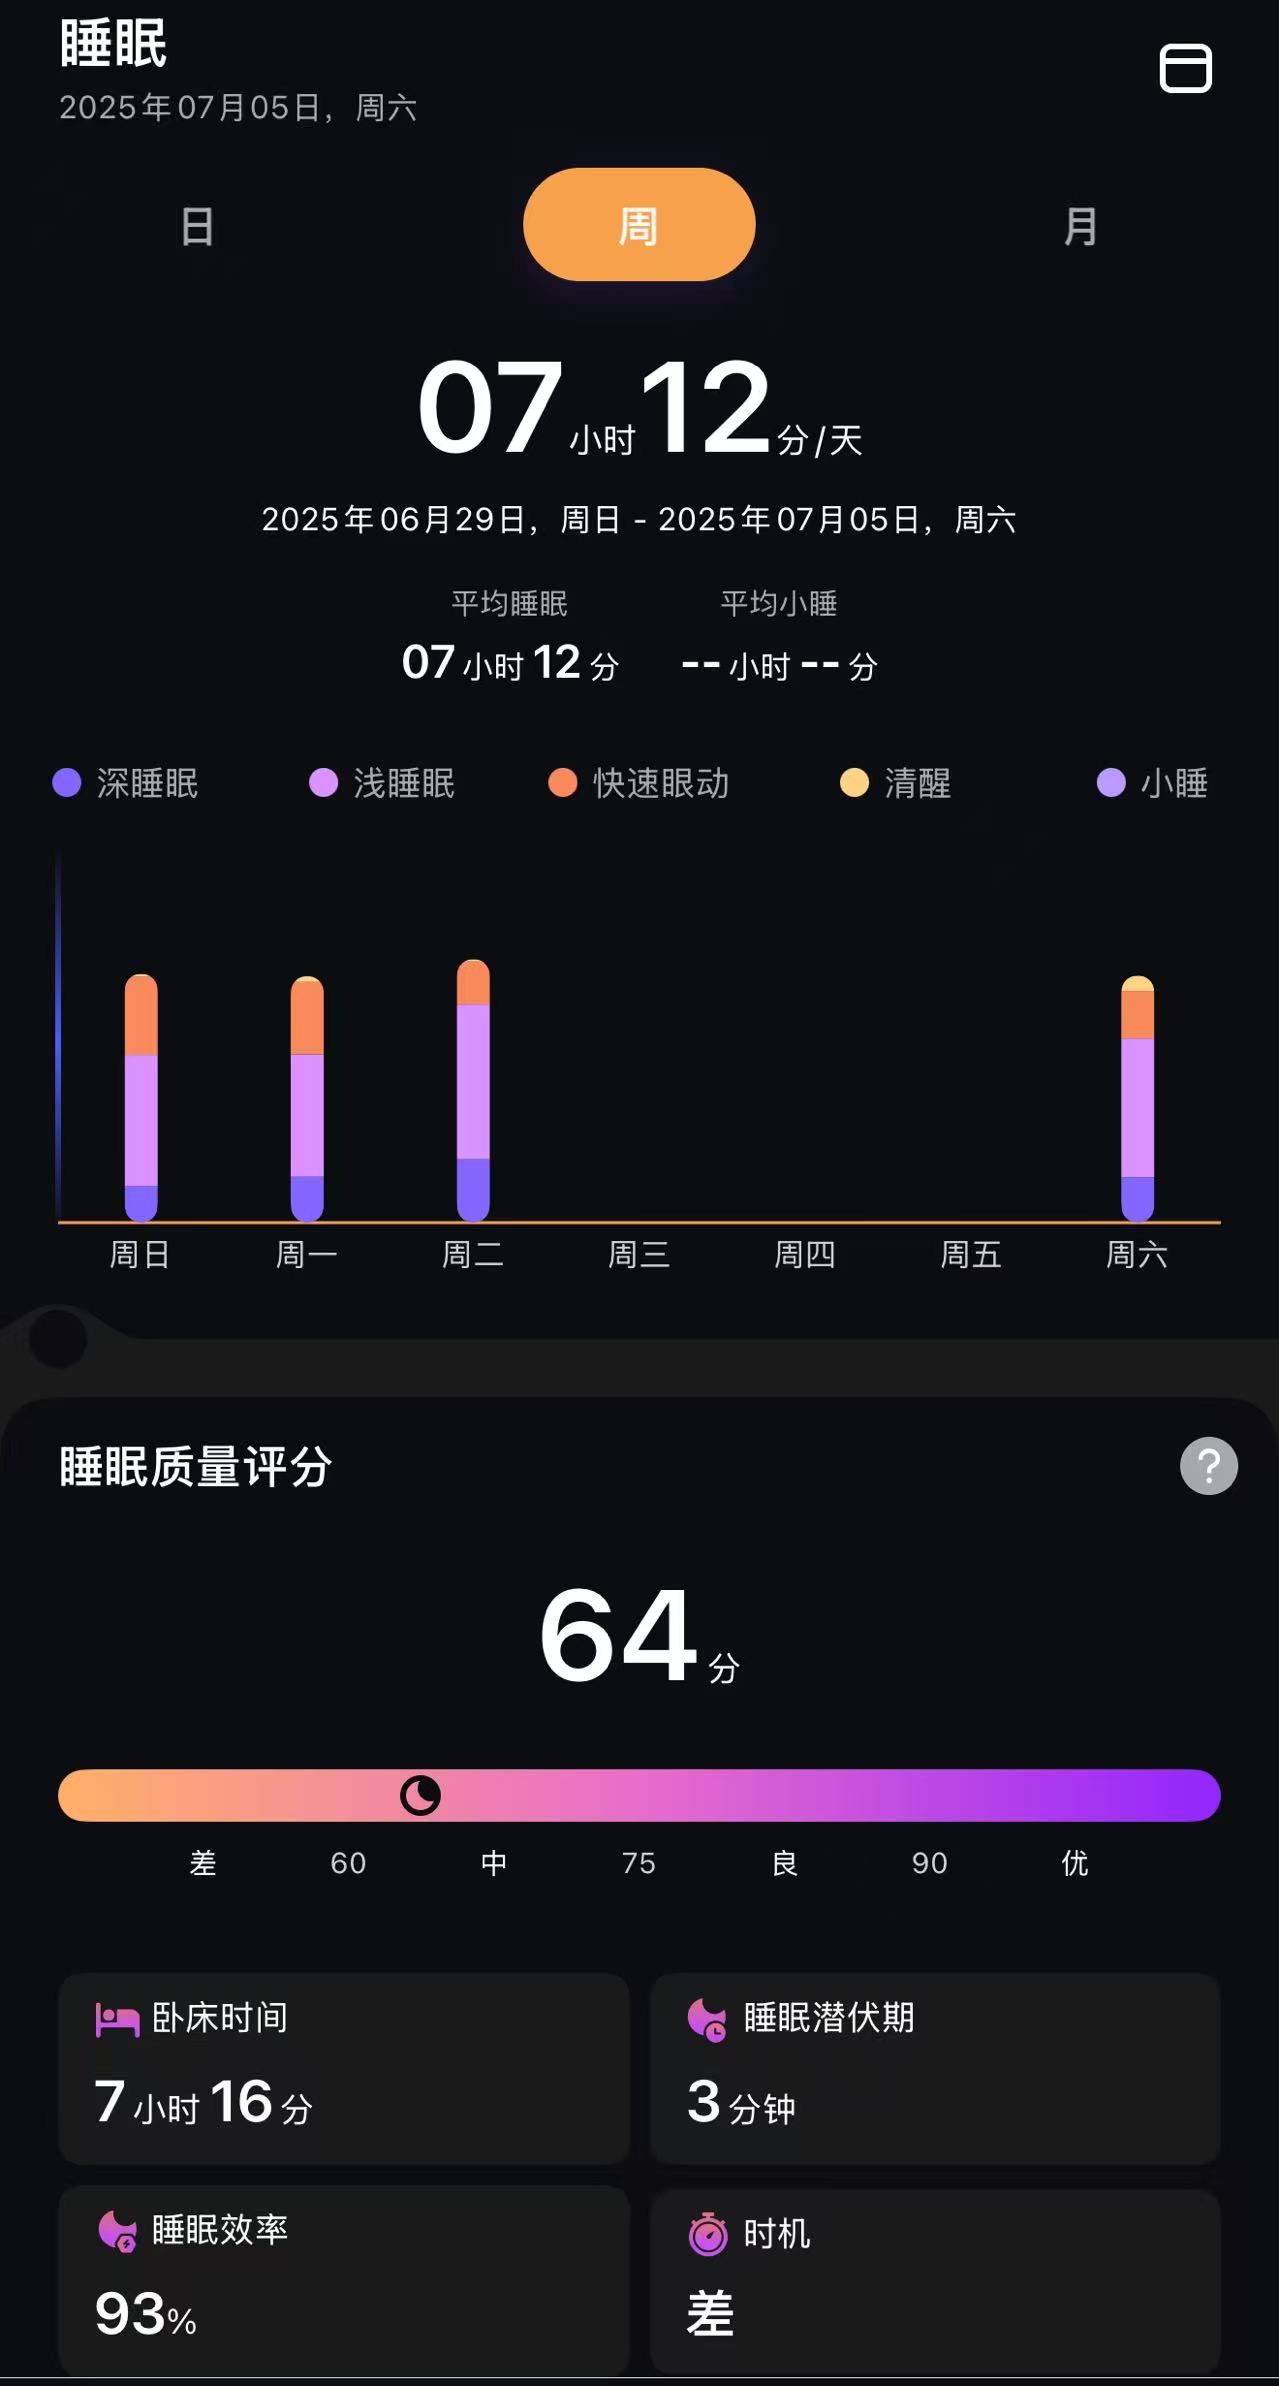 睡眠
2025年07月05日，周六
日 周 月
07小时12分/天
2025年06月29日，周日 - 2025年07月05日，周六
平均睡眠 平均小睡
07小时12分 --小时--分
深睡眠 浅睡眠 快速眼动 清醒 小睡
周日 周一 周二 周三 周四 周五 周六
睡眠质量评分 ?
64分
差 60 中 75 良 90 优
卧床时间 睡眠潜伏期
7小时16分 3分钟
睡眠效率 时机
93% 差